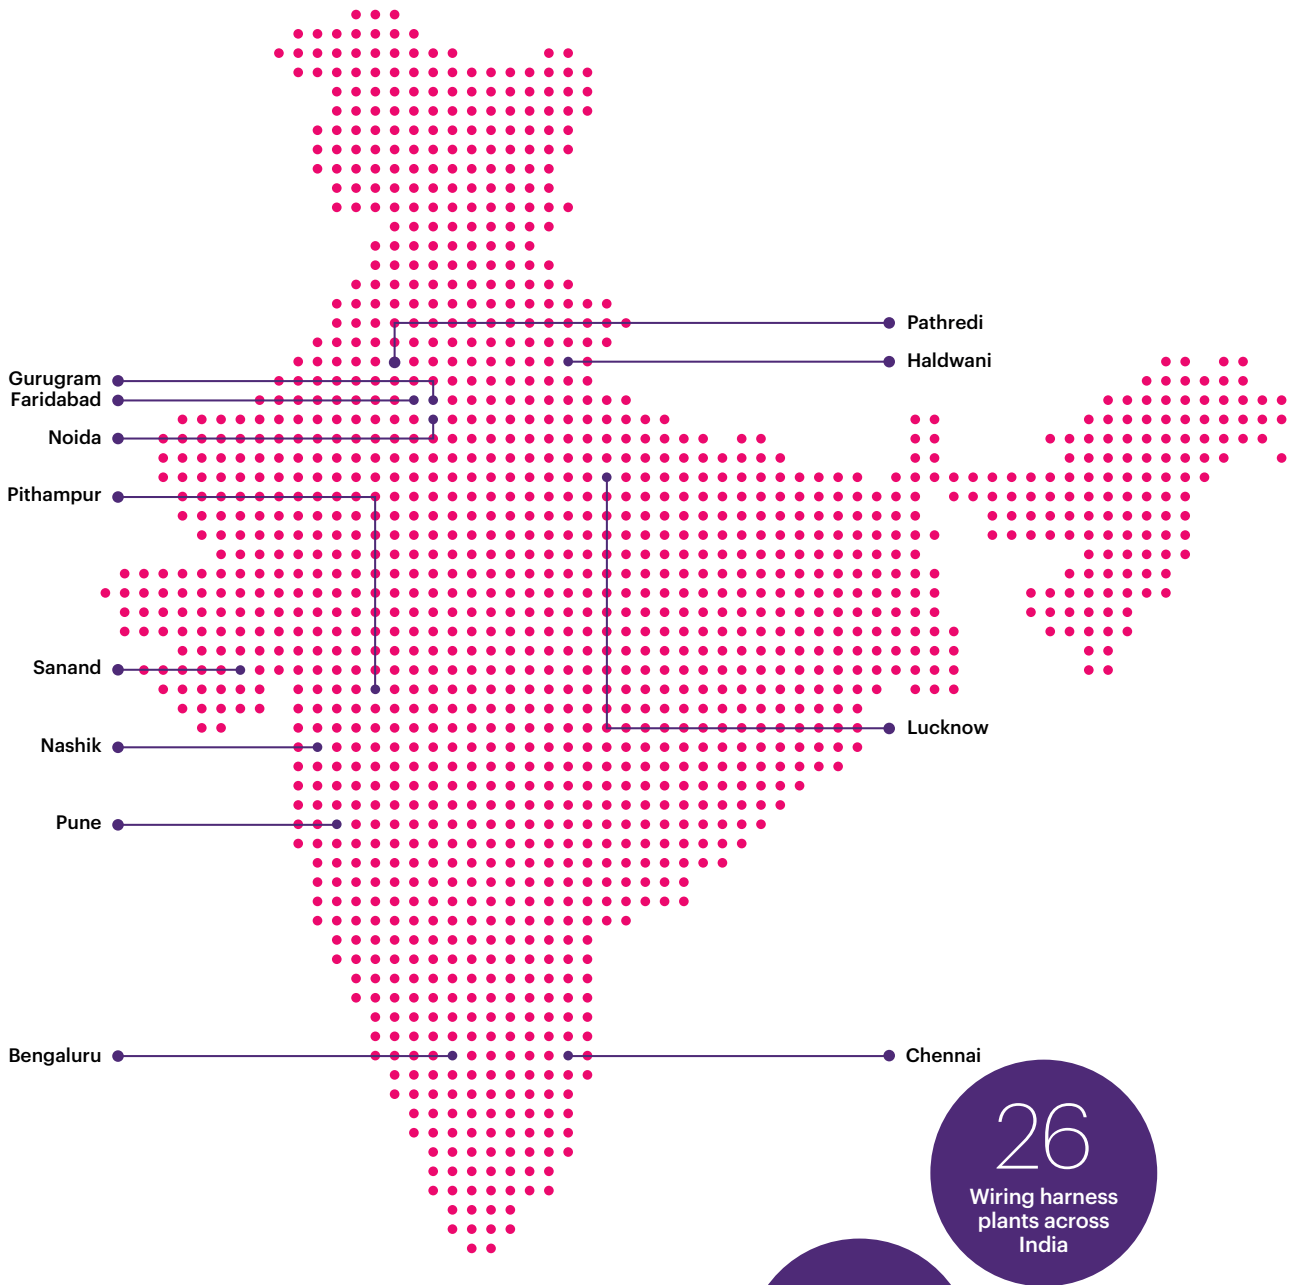 Pathredi
Haldwani
Gurugram
Faridabad
Noida
Pithampur
Sanand
Lucknow
Nashik
Pune
Bengaluru
Chennai
26
Wiring harness
plants across
India